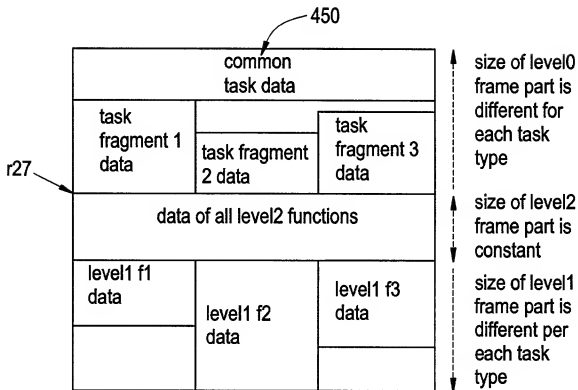 450
common
task data
task
fragment 1
data
task fragment
2 data
task
fragment 3
data
size of level0
frame part is
different for
each task
type
r27
data of all level2 functions
size of level2
frame part is
constant
level1 f1
data
level1 f2
data
level1 f3
data
size of level1
frame part is
different per
each task
type